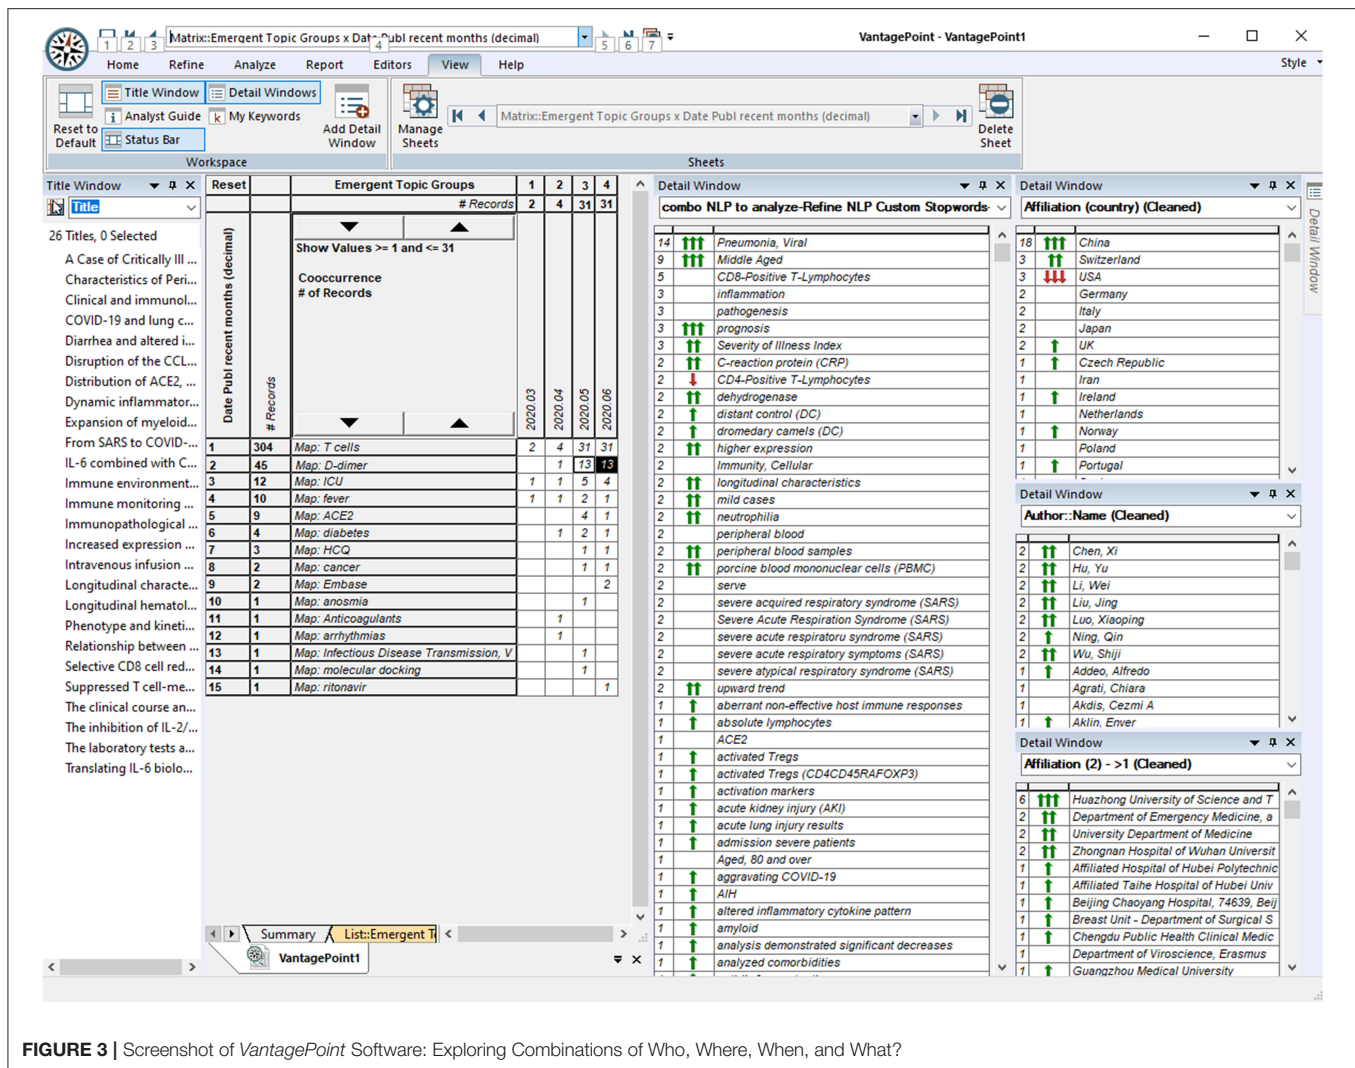 Matrix::Emergent Topic Groups x Date Publ recent months (decimal)
VantagePoint - VantagePoint1
1 2 3 4 5 6 7
Home Refine Analyze Report Editors View Help
Style
Reset to Default
Title Window
Detail Windows
Analyst Guide
My Keywords
Status Bar
Add Detail Window
Workspace
Manage Sheets
Matrix::Emergent Topic Groups x Date Publ recent months (decimal)
Delete Sheet
Sheets
Title Window
Title
26 Titles, 0 Selected
A Case of Critically Ill ...
Characteristics of Peri...
Clinical and immunol...
COVID-19 and lung c...
Diarrhea and altered i...
Disruption of the CCL...
Distribution of ACE2, ...
Dynamic inflammator...
Expansion of myeloid...
From SARS to COVID-...
IL-6 combined with C...
Immune environment...
Immune monitoring ...
Immunopathological ...
Increased expression ...
Intravenous infusion ...
Longitudinal characte...
Longitudinal hematol...
Phenotype and kineti...
Relationship between ...
Selective CD8 cell red...
Suppressed T cell-me...
The clinical course an...
The inhibition of IL-2/...
The laboratory tests a...
Translating IL-6 biolo...
Reset Emergent Topic Groups 1 2 3 4
# Records 2 4 31 31
Date Publ recent months (decimal)
# Records
Show Values >= 1 and <= 31
Cooccurrence
# of Records
2020.03 2020.04 2020.05 2020.06
1 304 Map: T cells 2 4 31 31
2 45 Map: D-dimer 1 13 13
3 12 Map: ICU 1 1 5 4
4 10 Map: fever 1 1 2 1
5 9 Map: ACE2 4 1
6 4 Map: diabetes 1 2 1
7 3 Map: HCQ 1 1
8 2 Map: cancer 1 1
9 2 Map: Embase 2
10 1 Map: anosmia 1
11 1 Map: Anticoagulants 1
12 1 Map: arrhythmias 1
13 1 Map: Infectious Disease Transmission, V 1
14 1 Map: molecular docking 1
15 1 Map: ritonavir 1
Summary
List::Emergent T
VantagePoint1
Detail Window
combo NLP to analyze-Refine NLP Custom Stopwords-
14 Pneumonia, Viral
9 Middle Aged
5 CD8-Positive T-Lymphocytes
3 inflammation
3 pathogenesis
3 prognosis
3 Severity of Illness Index
2 C-reaction protein (CRP)
2 CD4-Positive T-Lymphocytes
2 dehydrogenase
2 distant control (DC)
2 dromedary camels (DC)
2 higher expression
2 Immunity, Cellular
2 longitudinal characteristics
2 mild cases
2 neutrophilia
2 peripheral blood
2 peripheral blood samples
2 porcine blood mononuclear cells (PBMC)
2 serve
2 severe acquired respiratory syndrome (SARS)
2 Severe Acute Respiration Syndrome (SARS)
2 severe acute respiratoru syndrome (SARS)
2 severe acute respiratory symptoms (SARS)
2 severe atypical respiratory syndrome (SARS)
2 upward trend
1 aberrant non-effective host immune responses
1 absolute lymphocytes
1 ACE2
1 activated Tregs
1 activated Tregs (CD4CD45RAFOXP3)
1 activation markers
1 acute kidney injury (AKI)
1 acute lung injury results
1 admission severe patients
1 Aged, 80 and over
1 aggravating COVID-19
1 AIH
1 altered inflammatory cytokine pattern
1 amyloid
1 analysis demonstrated significant decreases
1 analyzed comorbidities
Detail Window
Affiliation (country) (Cleaned)
18 China
3 Switzerland
3 USA
2 Germany
2 Italy
2 Japan
2 UK
1 Czech Republic
1 Iran
1 Ireland
1 Netherlands
1 Norway
1 Poland
1 Portugal
Detail Window
Author::Name (Cleaned)
2 Chen, Xi
2 Hu, Yu
2 Li, Wei
2 Liu, Jing
2 Luo, Xiaoping
2 Ning, Qin
2 Wu, Shiji
1 Addeo, Alfredo
1 Agrati, Chiara
1 Akdis, Cezmi A
1 Aklin, Enver
Detail Window
Affiliation (2) - >1 (Cleaned)
6 Huazhong University of Science and T
2 Department of Emergency Medicine, a
2 University Department of Medicine
2 Zhongnan Hospital of Wuhan Universit
1 Affiliated Hospital of Hubei Polytechnic
1 Affiliated Taihe Hospital of Hubei Univ
1 Beijing Chaoyang Hospital, 74639, Beij
1 Breast Unit - Department of Surgical S
1 Chengdu Public Health Clinical Medic
1 Department of Viroscience, Erasmus
1 Guangzhou Medical University
Detail Window
FIGURE 3 | Screenshot of VantagePoint Software: Exploring Combinations of Who, Where, When, and What?